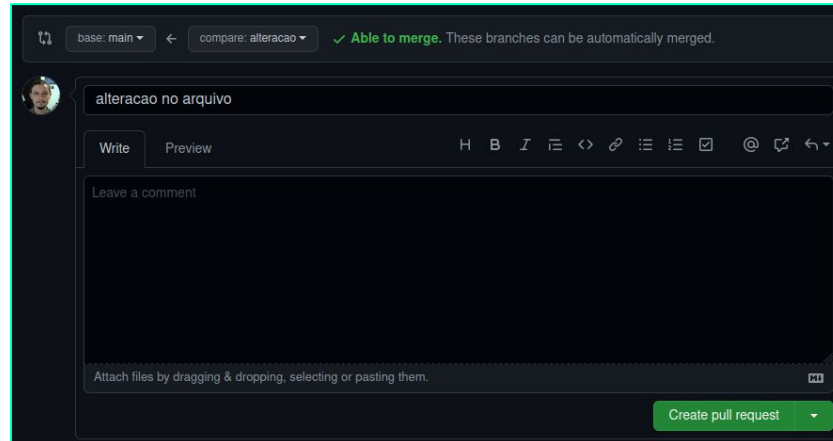 base: main ← compare: alteracao ✓ Able to merge. These branches can be automatically merged.
alteracao no arquivo
Write Preview H B I <> @
Leave a comment
Attach files by dragging & dropping, selecting or pasting them.
Create pull request